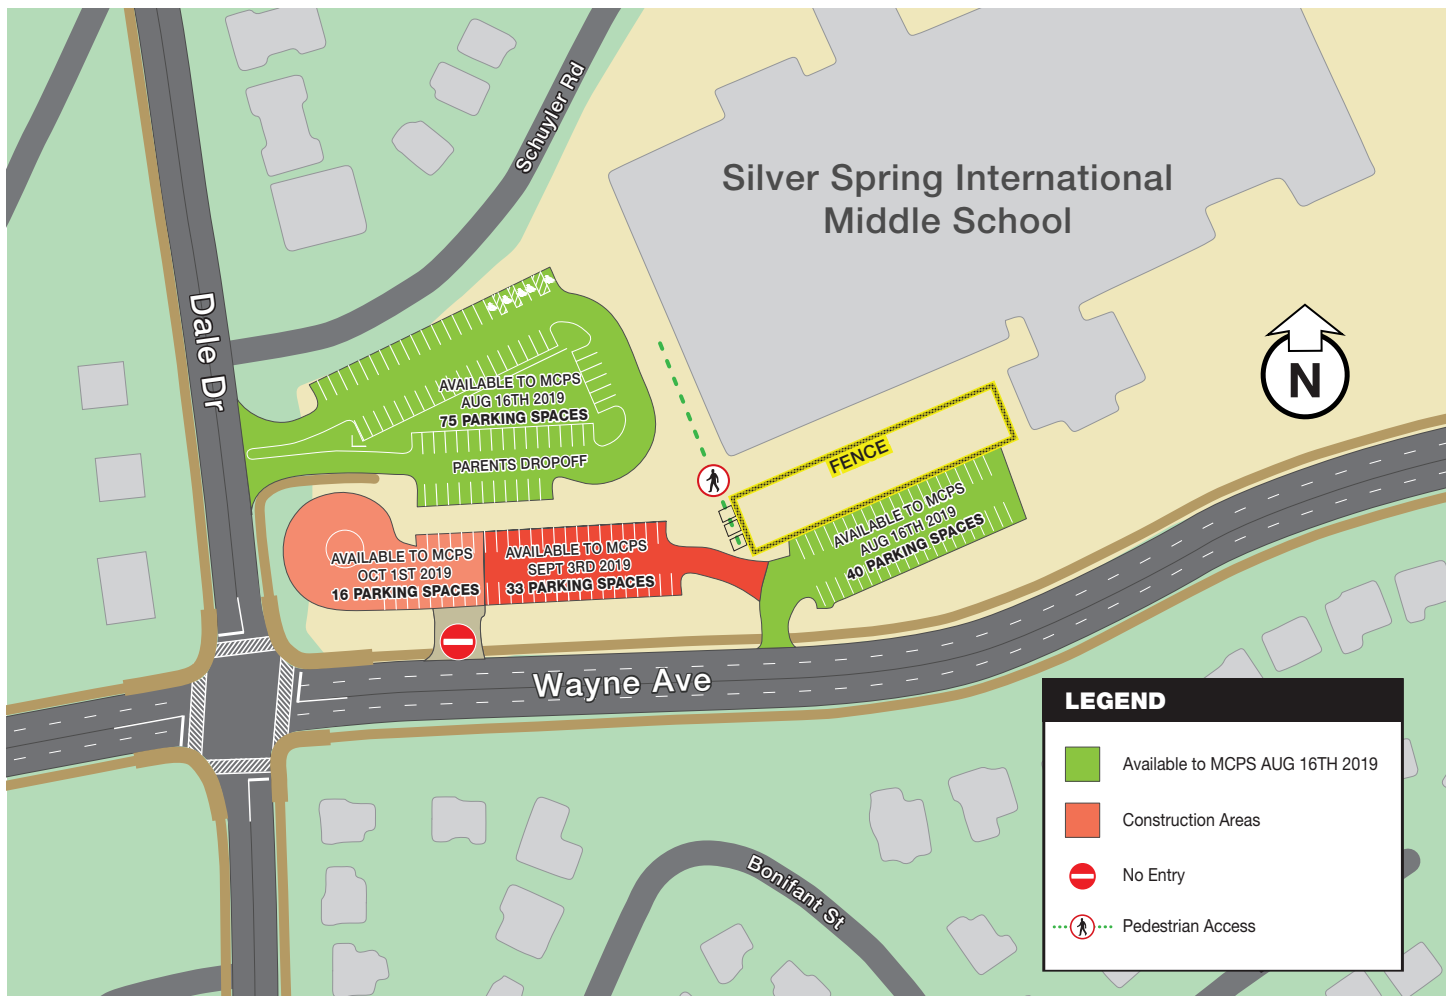 Schuyler Rd
Silver Spring International
Middle School
Dale Dr
AVAILABLE TO MCPS
AUG 16TH 2019
75 PARKING SPACES
PARENTS DROPOFF
N
FENCE
AVAILABLE TO MCPS
AUG 16TH 2019
40 PARKING SPACES
AVAILABLE TO MCPS
OCT 1ST 2019
16 PARKING SPACES
AVAILABLE TO MCPS
SEPT 3RD 2019
33 PARKING SPACES
Wayne Ave
Bonifant St
LEGEND
Available to MCPS AUG 16TH 2019
Construction Areas
No Entry
Pedestrian Access